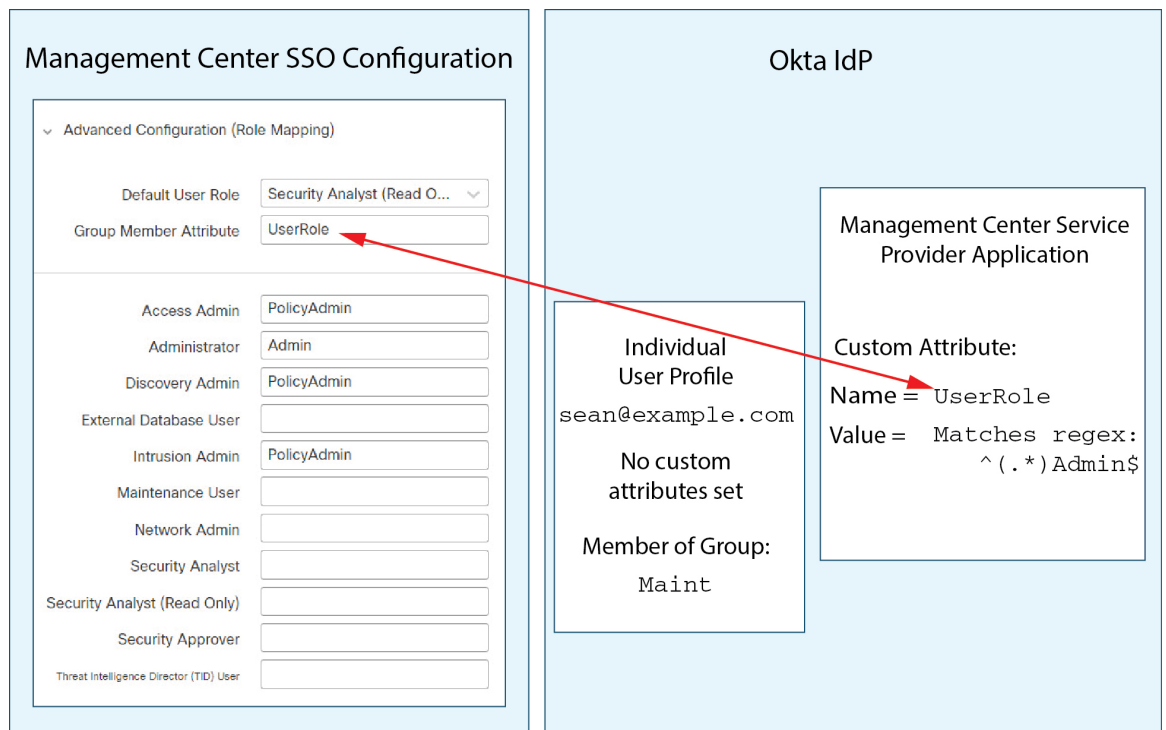 Management Center SSO Configuration
Advanced Configuration (Role Mapping)
Default User Role
Security Analyst (Read O...
Group Member Attribute
UserRole
Access Admin
PolicyAdmin
Administrator
Admin
Discovery Admin
PolicyAdmin
External Database User
Intrusion Admin
PolicyAdmin
Maintenance User
Network Admin
Security Analyst
Security Analyst (Read Only)
Security Approver
Threat Intelligence Director (TID) User
Okta IdP
Individual
User Profile
sean@example.com
No custom
attributes set
Member of Group:
Maint
Management Center Service
Provider Application
Custom Attribute:
Name = UserRole
Value = Matches regex:
^(.*)Admin$